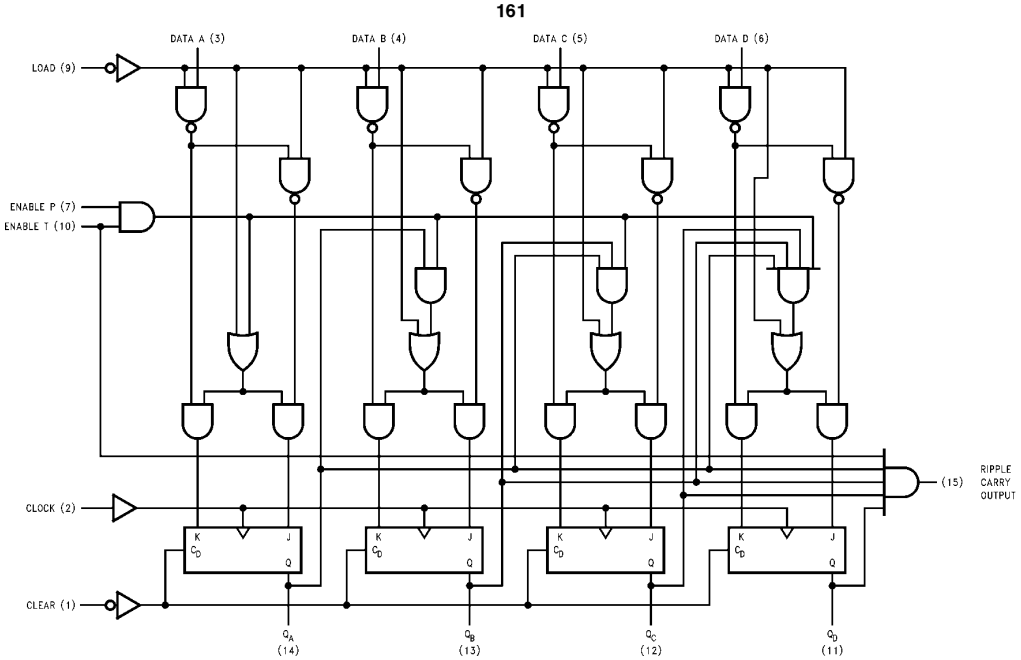 161
DATA A (3) DATA B (4) DATA C (5) DATA D (6)
LOAD (9)
ENABLE P (7)
ENABLE T (10)
(15) RIPPLE
CARRY
OUTPUT
CLOCK (2)
K J K J K J K J
CD CD CD CD
Q Q Q Q
CLEAR (1)
QA QB QC QD
(14) (13) (12) (11)